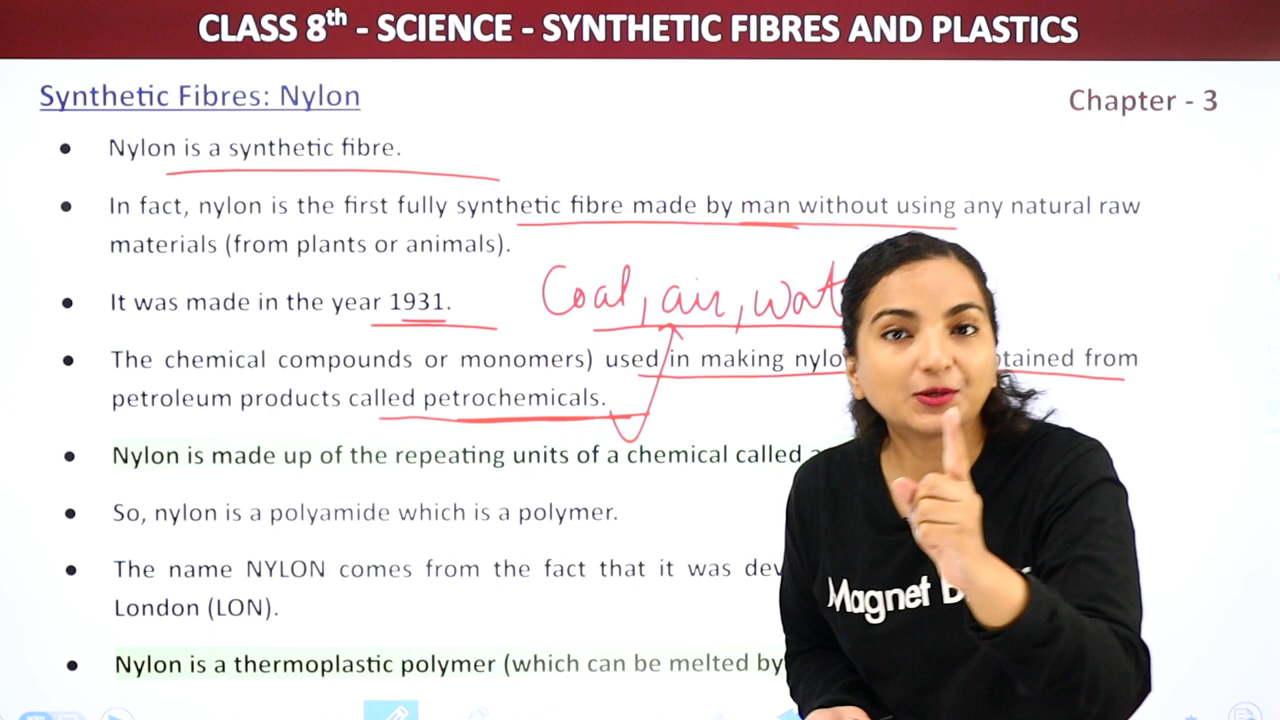 CLASS 8th - SCIENCE - SYNTHETIC FIBRES AND PLASTICS
Synthetic Fibres: Nylon
Chapter - 3
● Nylon is a synthetic fibre.
● In fact, nylon is the first fully synthetic fibre made by man without using any natural raw
materials (from plants or animals).
Coal, air, wat
● It was made in the year 1931.
● The chemical compounds or monomers) used in making nylo
from
petroleum products called petrochemicals.
● Nylon is made up of the repeating units of a chemical called
● So, nylon is a polyamide which is a polymer.
● The name NYLON comes from the fact that it was dev
London (LON).
Magnet B
● Nylon is a thermoplastic polymer (which can be melted by